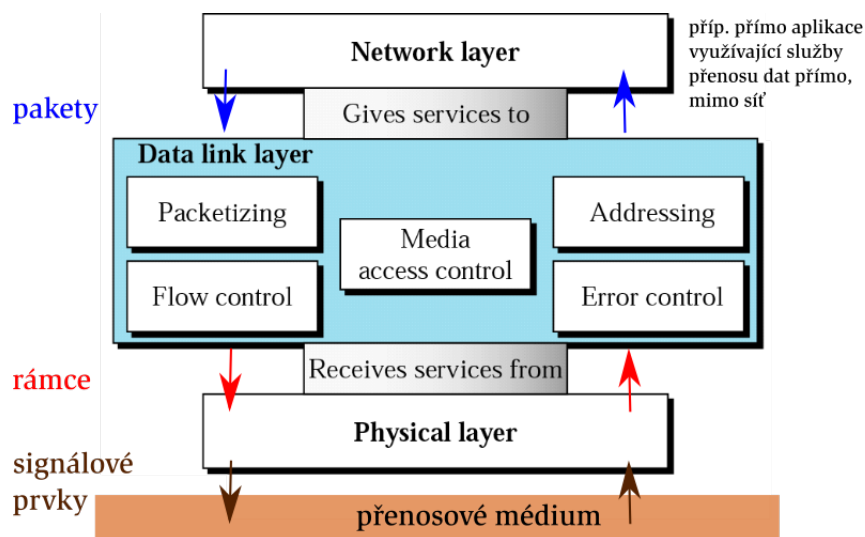 Network layer
příp. přímo aplikace
využívající služby
přenosu dat přímo,
mimo síť
pakety
Gives services to
Data link layer
Packetizing
Addressing
Media
access control
Flow control
Error control
Receives services from
rámce
Physical layer
signálové
prvky
přenosové médium